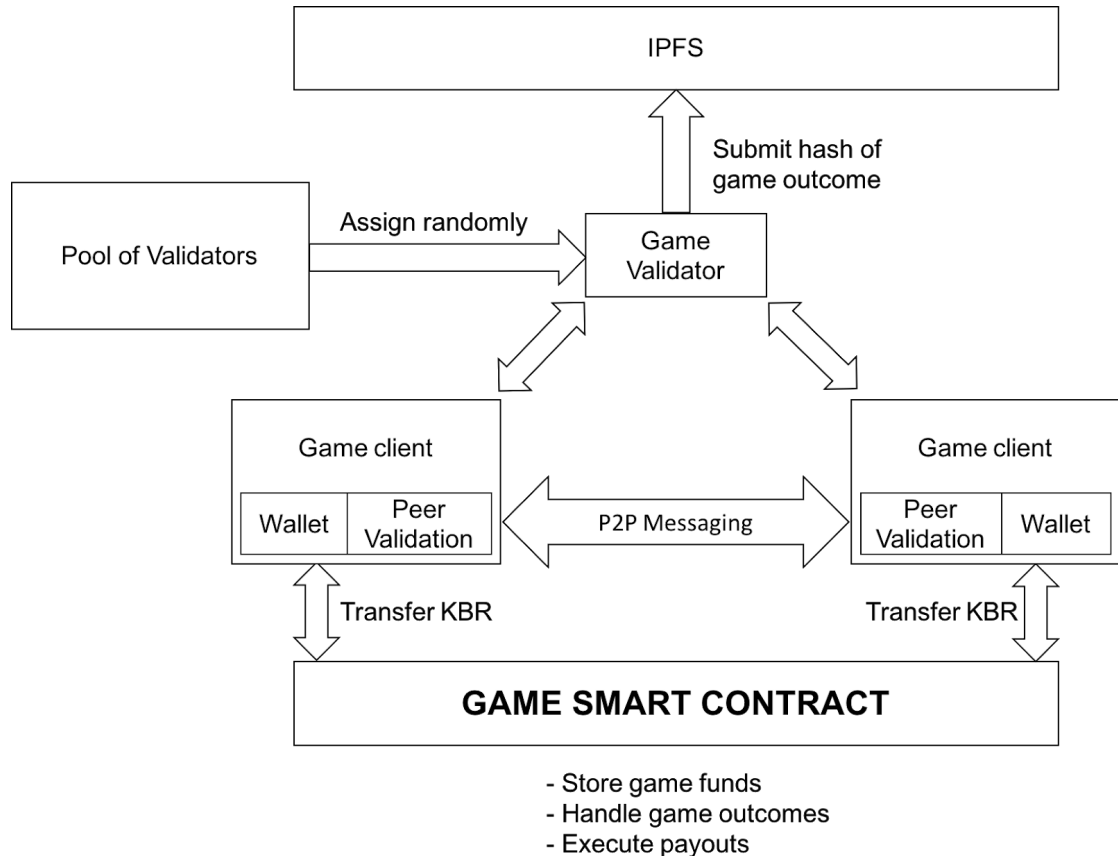 IPFS
Submit hash of
game outcome
Pool of Validators
Assign randomly
Game
Validator
Game client
Wallet
Peer
Validation
P2P Messaging
Game client
Peer
Validation
Wallet
Transfer KBR
Transfer KBR
GAME SMART CONTRACT
- Store game funds
- Handle game outcomes
- Execute payouts